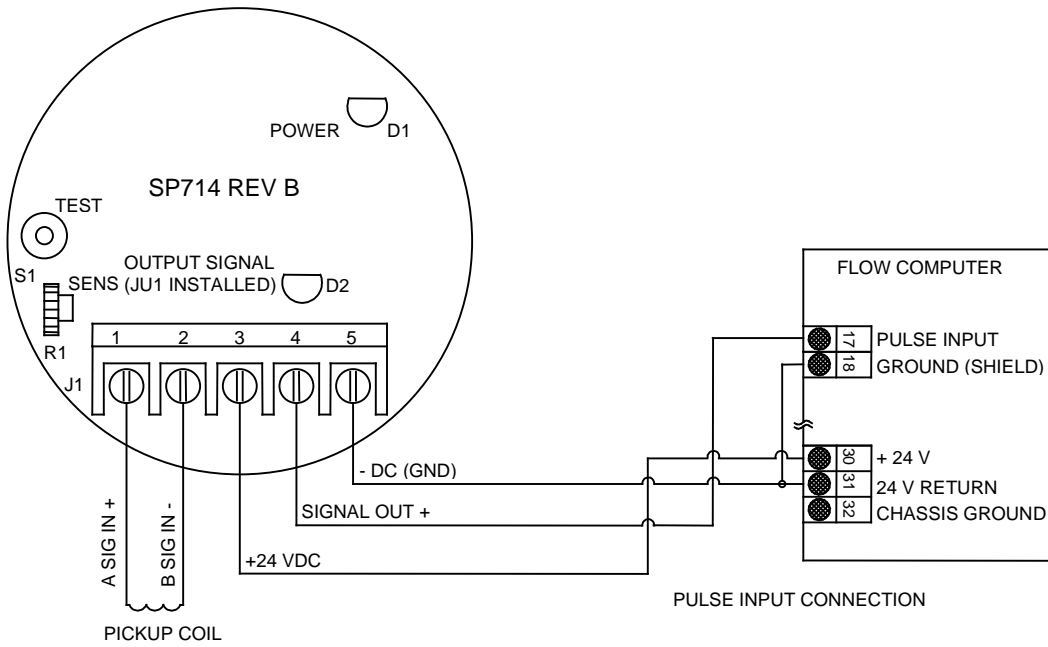 POWER
D1
SP714 REV B
TEST
S1
OUTPUT SIGNAL
SENS (JU1 INSTALLED)
D2
R1
J1
1 2 3 4 5
A SIG IN +
B SIG IN -
- DC (GND)
SIGNAL OUT +
+24 VDC
PICKUP COIL
FLOW COMPUTER
17 PULSE INPUT
18 GROUND (SHIELD)
30 + 24 V
31 24 V RETURN
32 CHASSIS GROUND
PULSE INPUT CONNECTION